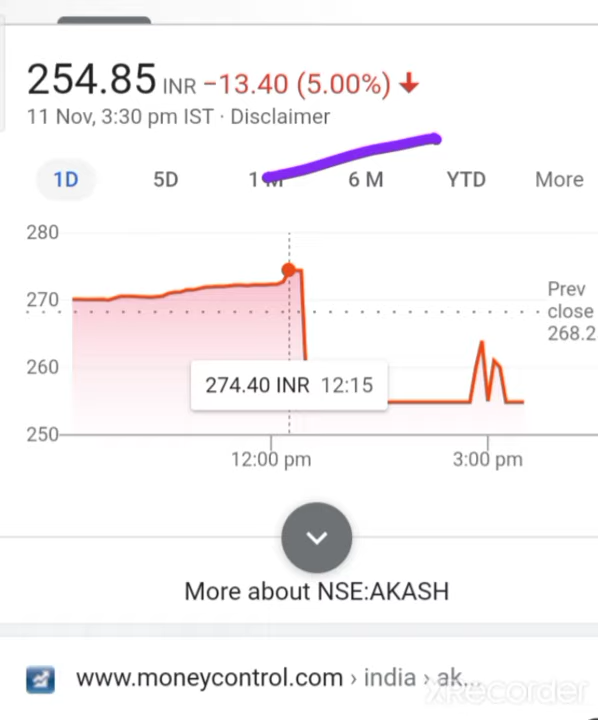 254.85 INR −13.40 (5.00%)
11 Nov, 3:30 pm IST · Disclaimer
1D 5D 1 M 6 M YTD More
280
270
260
250
Prev
close
268.2
274.40 INR 12:15
12:00 pm 3:00 pm
More about NSE:AKASH
www.moneycontrol.com › india › ak...
XRecorder